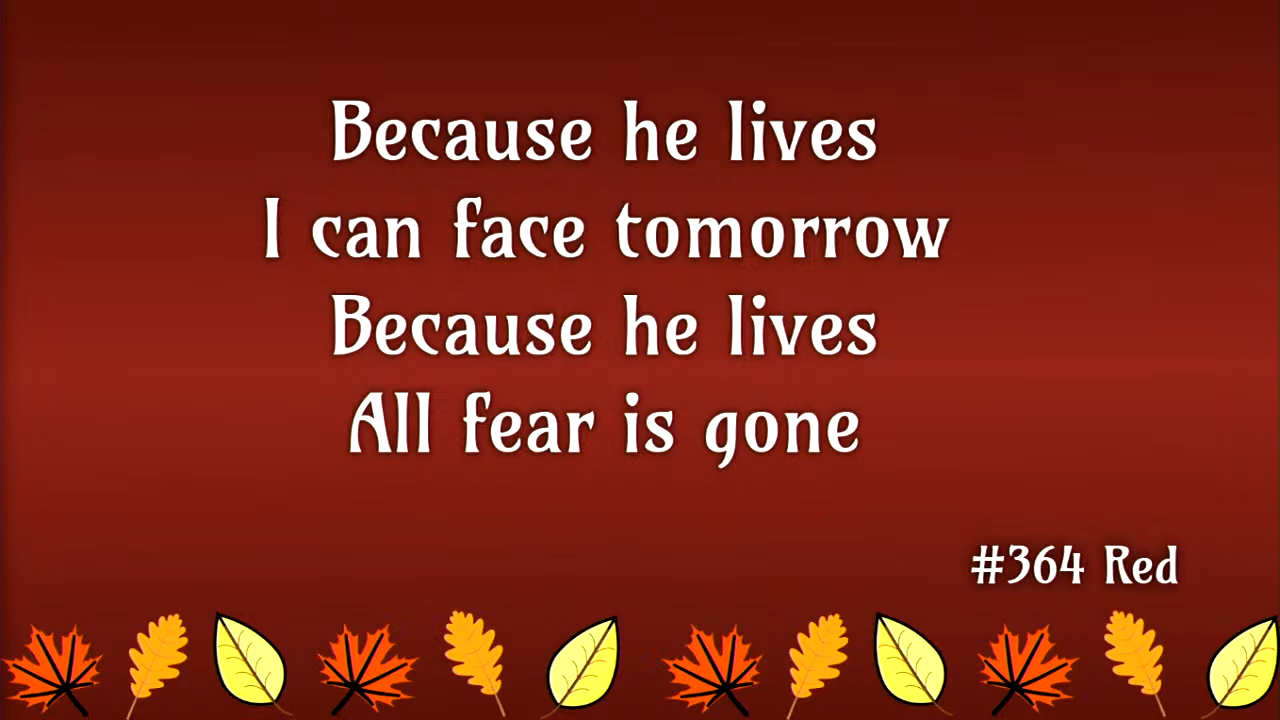 Because he lives
I can face tomorrow
Because he lives
All fear is gone
#364 Red